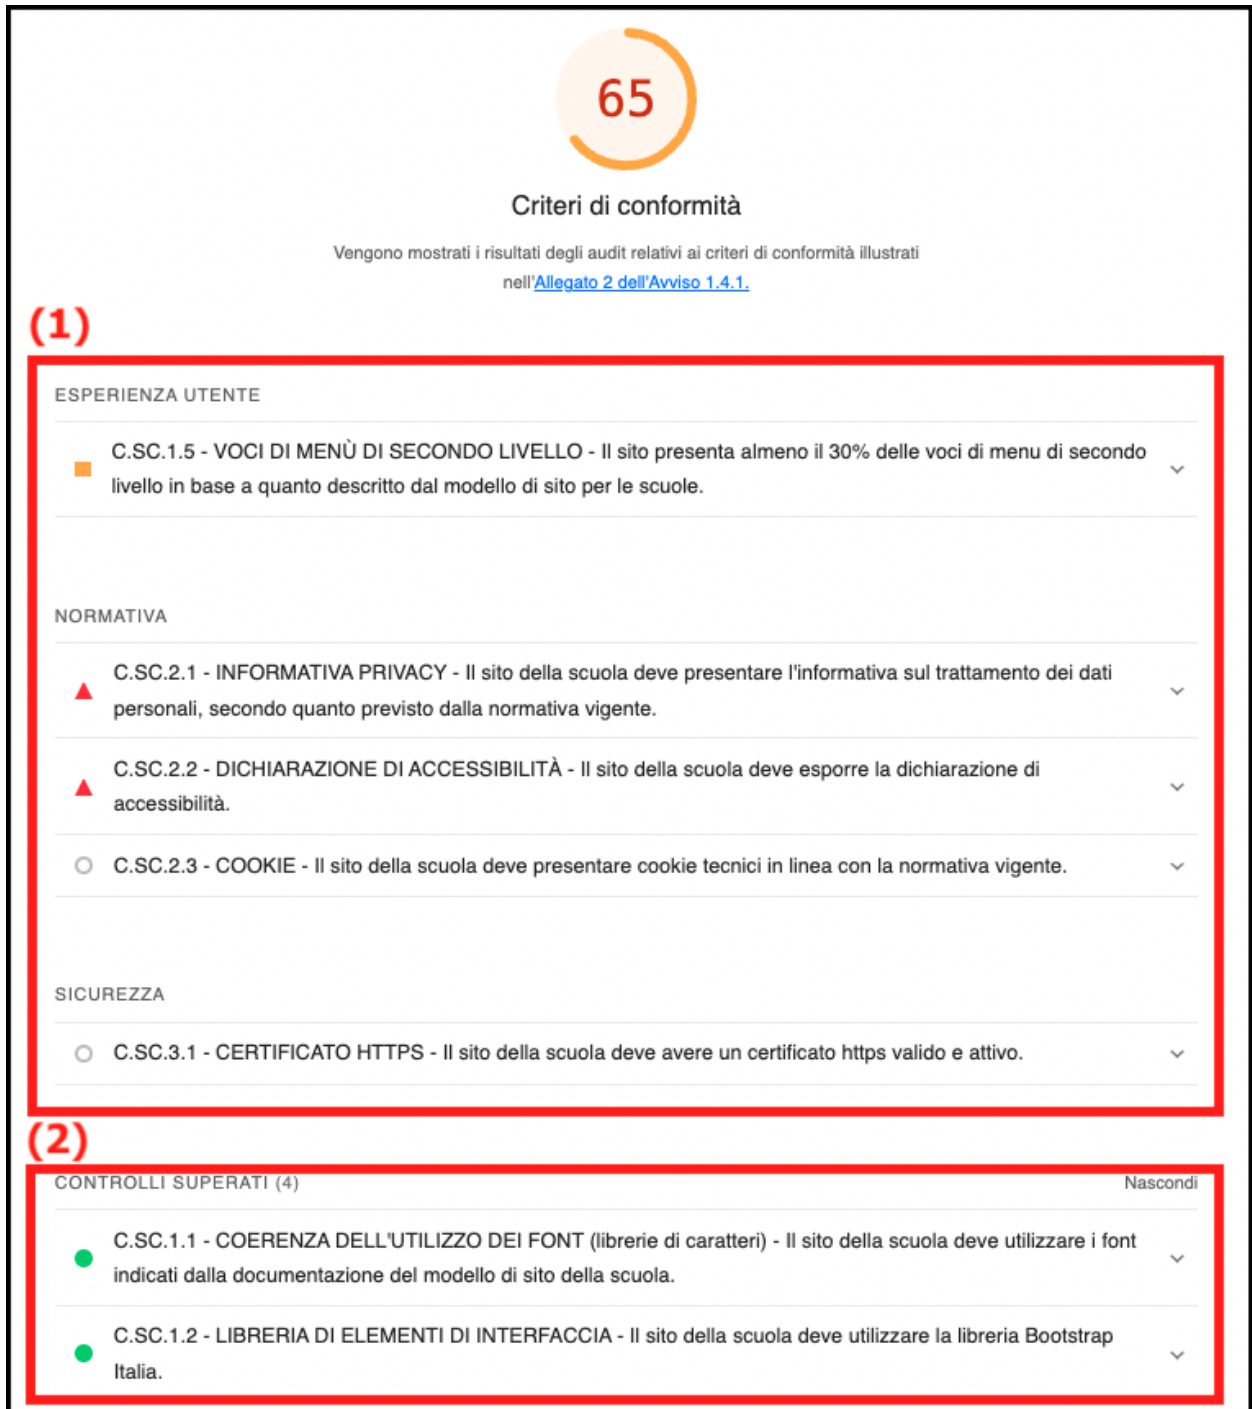 65
Criteri di conformità
Vengono mostrati i risultati degli audit relativi ai criteri di conformità illustrati
nell'Allegato 2 dell'Avviso 1.4.1.
(1)
ESPERIENZA UTENTE
C.SC.1.5 - VOCI DI MENÙ DI SECONDO LIVELLO - Il sito presenta almeno il 30% delle voci di menu di secondo
livello in base a quanto descritto dal modello di sito per le scuole.
NORMATIVA
C.SC.2.1 - INFORMATIVA PRIVACY - Il sito della scuola deve presentare l'informativa sul trattamento dei dati
personali, secondo quanto previsto dalla normativa vigente.
C.SC.2.2 - DICHIARAZIONE DI ACCESSIBILITÀ - Il sito della scuola deve esporre la dichiarazione di
accessibilità.
C.SC.2.3 - COOKIE - Il sito della scuola deve presentare cookie tecnici in linea con la normativa vigente.
SICUREZZA
C.SC.3.1 - CERTIFICATO HTTPS - Il sito della scuola deve avere un certificato https valido e attivo.
(2)
CONTROLLI SUPERATI (4) Nascondi
C.SC.1.1 - COERENZA DELL'UTILIZZO DEI FONT (librerie di caratteri) - Il sito della scuola deve utilizzare i font
indicati dalla documentazione del modello di sito della scuola.
C.SC.1.2 - LIBRERIA DI ELEMENTI DI INTERFACCIA - Il sito della scuola deve utilizzare la libreria Bootstrap
Italia.